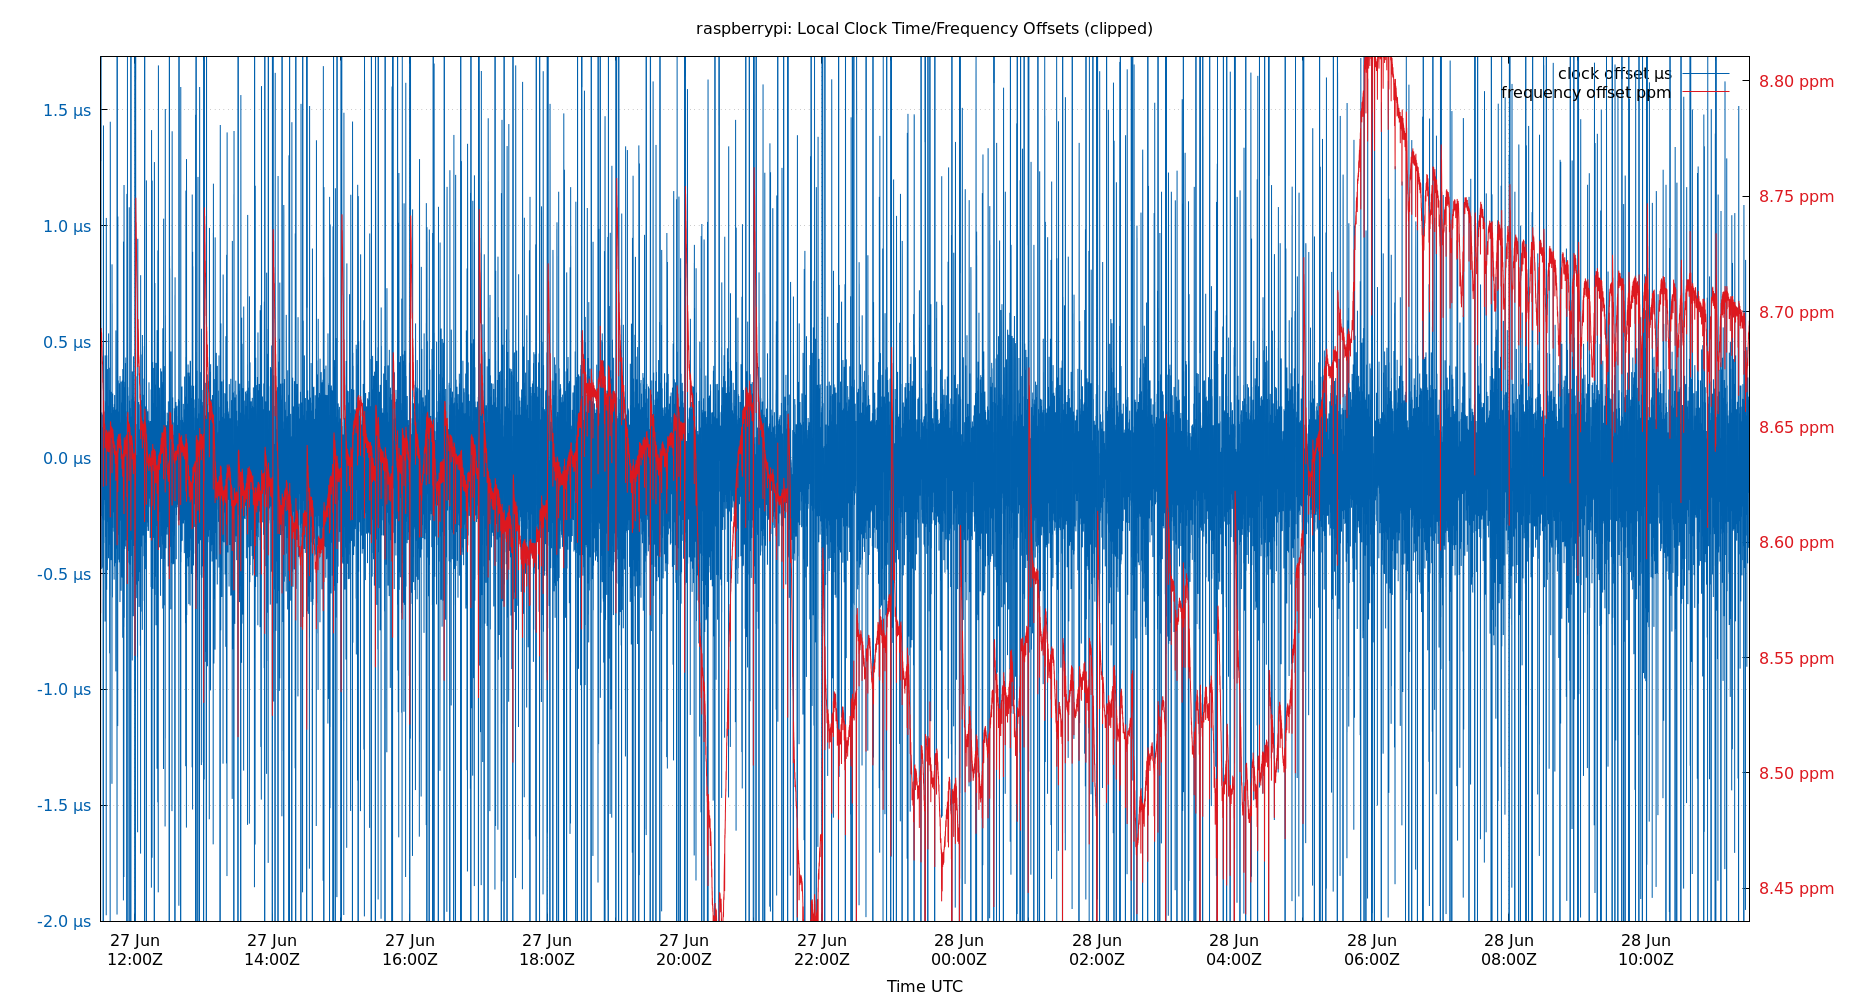 raspberrypi: Local Clock Time/Frequency Offsets (clipped)
clock offset µs
frequency offset ppm
1.5 µs
1.0 µs
0.5 µs
0.0 µs
-0.5 µs
-1.0 µs
-1.5 µs
-2.0 µs
8.80 ppm
8.75 ppm
8.70 ppm
8.65 ppm
8.60 ppm
8.55 ppm
8.50 ppm
8.45 ppm
27 Jun 27 Jun 27 Jun 27 Jun 27 Jun 27 Jun 28 Jun 28 Jun 28 Jun 28 Jun 28 Jun 28 Jun
12:00Z 14:00Z 16:00Z 18:00Z 20:00Z 22:00Z 00:00Z 02:00Z 04:00Z 06:00Z 08:00Z 10:00Z
Time UTC